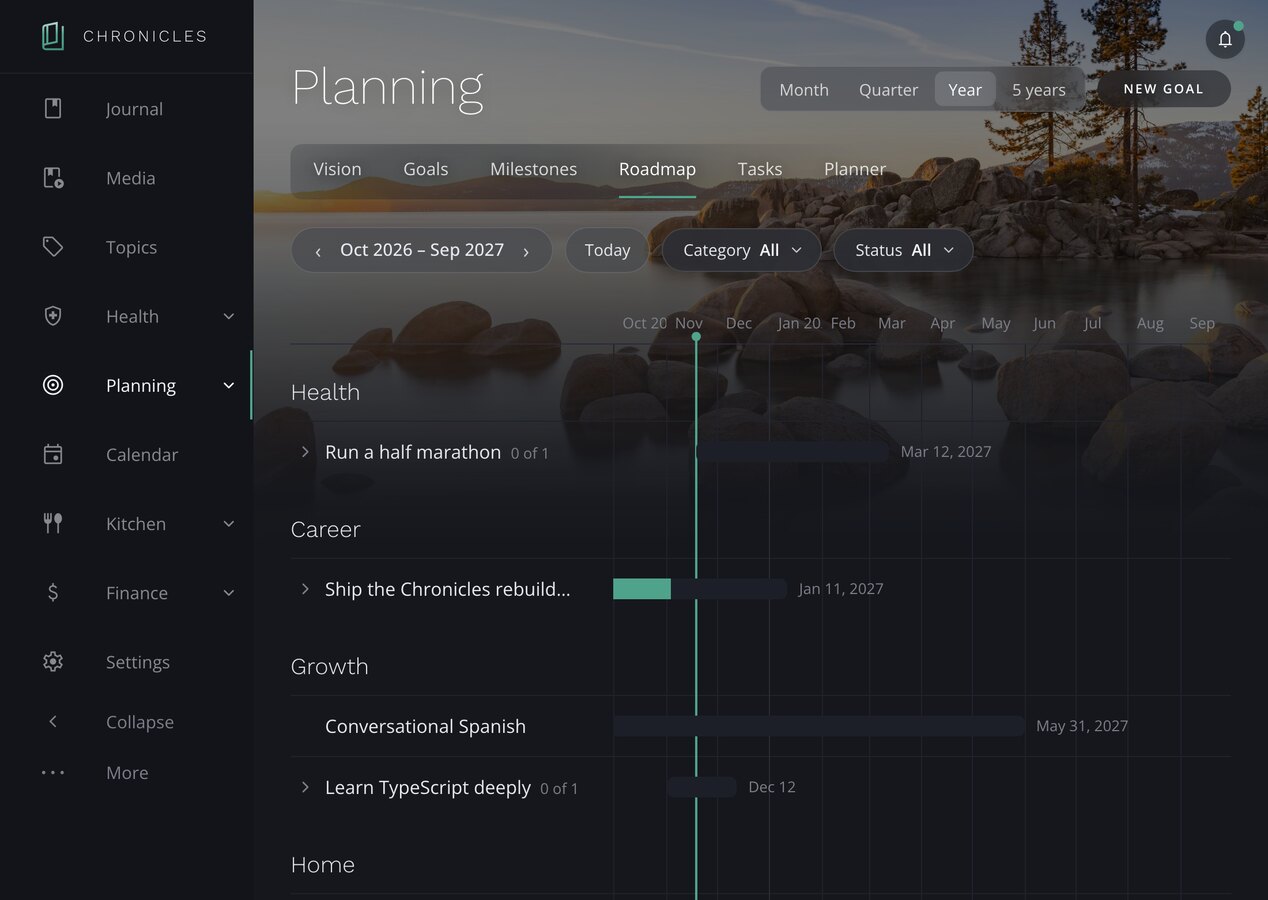 CHRONICLES
Journal
Media
Topics
Health
Planning
Calendar
Kitchen
Finance
Settings
Collapse
More
Planning
Month Quarter Year 5 years
NEW GOAL
Vision Goals Milestones Roadmap Tasks Planner
‹ Oct 2026 – Sep 2027 ›
Today
Category All
Status All
Oct 20 Nov Dec Jan 20 Feb Mar Apr May Jun Jul Aug Sep
Health
Run a half marathon 0 of 1 Mar 12, 2027
Career
Ship the Chronicles rebuild... Jan 11, 2027
Growth
Conversational Spanish May 31, 2027
Learn TypeScript deeply 0 of 1 Dec 12
Home